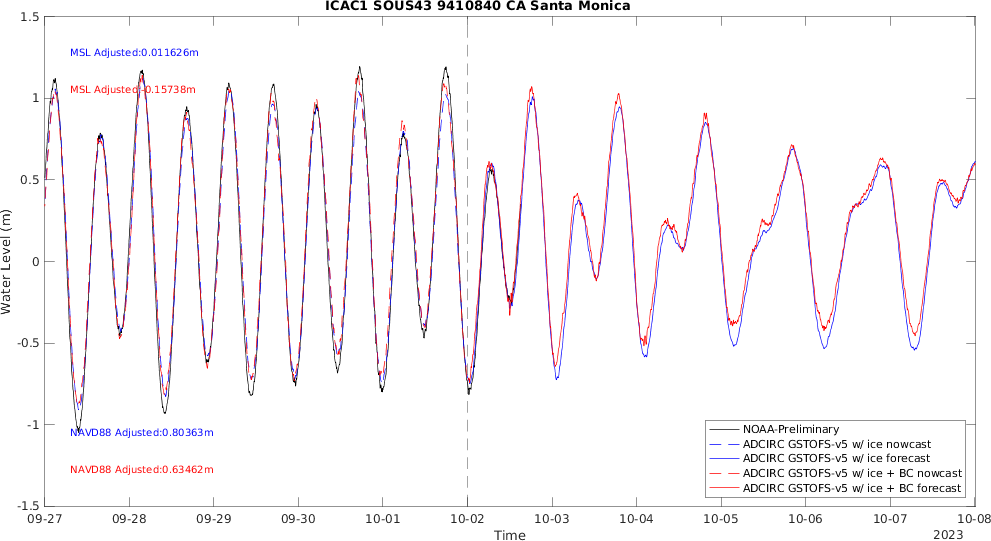 ICAC1 SOUS43 9410840 CA Santa Monica
1.5
MSL Adjusted:0.011626m
MSL Adjusted:-0.15738m
1
0.5
0
-0.5
-1
-1.5
Water Level (m)
NAVD88 Adjusted:0.80363m
NAVD88 Adjusted:0.63462m
NOAA-Preliminary
ADCIRC GSTOFS-v5 w/ ice nowcast
ADCIRC GSTOFS-v5 w/ ice forecast
ADCIRC GSTOFS-v5 w/ ice + BC nowcast
ADCIRC GSTOFS-v5 w/ ice + BC forecast
09-27 09-28 09-29 09-30 10-01 10-02 10-03 10-04 10-05 10-06 10-07 10-08
Time
2023